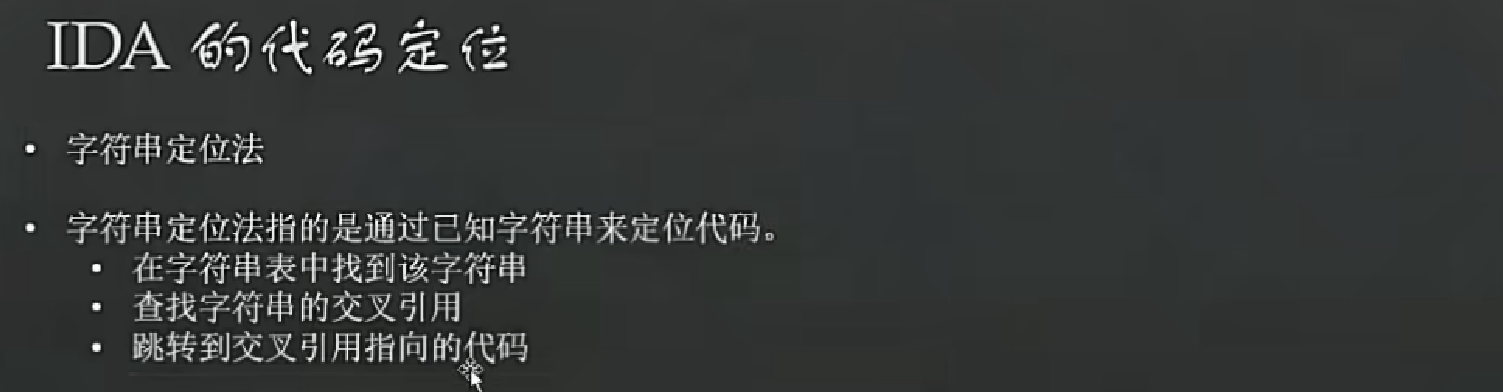 IDA 的代码定位
• 字符串定位法
• 字符串定位法指的是通过已知字符串来定位代码。
• 在字符串表中找到该字符串
• 查找字符串的交叉引用
• 跳转到交叉引用指向的代码